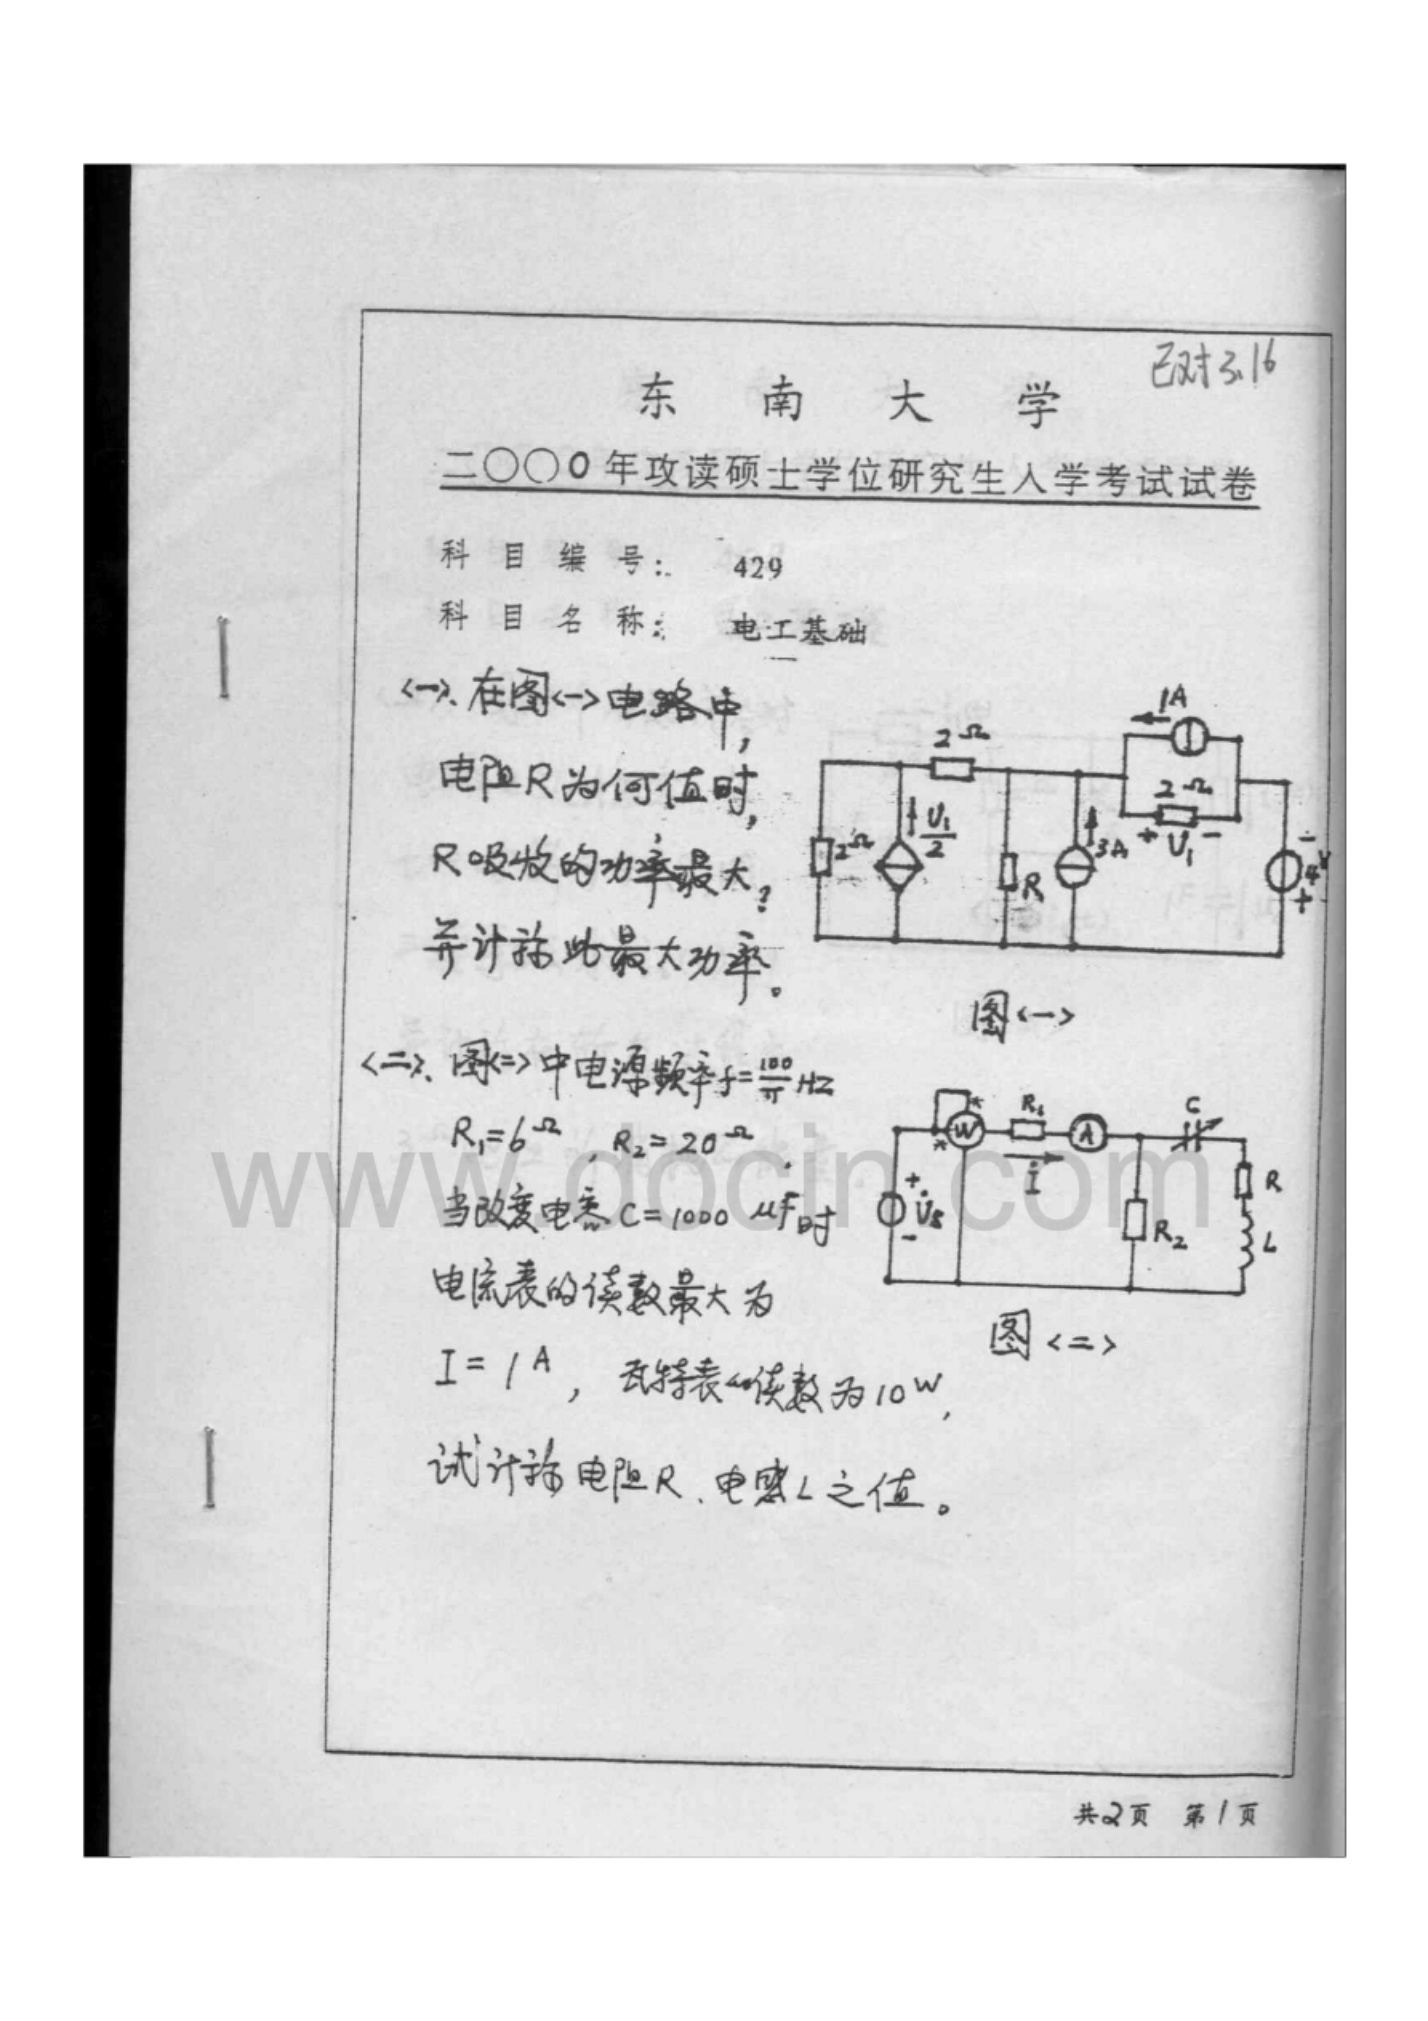 已对 3.16
东南大学
二〇〇〇年攻读硕士学位研究生入学考试试卷
科目编号: 429
科目名称: 电工基础
<一>、在图<一>电路中,
电阻R为何值时,
R吸收的功率最大?
并计称此最大功率。
1A
2Ω
2Ω
+ U₁ -
2Ω
U₁/2
R
3A
-
4V
+
图<一>
<二>、图<二>中电源频率f=100/π HZ
R₁=6Ω, R₂=20Ω,
当改变电容C=1000 μF时
电流表的读数最大为
I=1A, 瓦特表的读数为10W,
试计称电阻R、电感L之值。
*
*
W
R₁
A
C
İ
+
U̇s
-
R₂
R
L
图<二>
www.docin.com
共2页 第1页